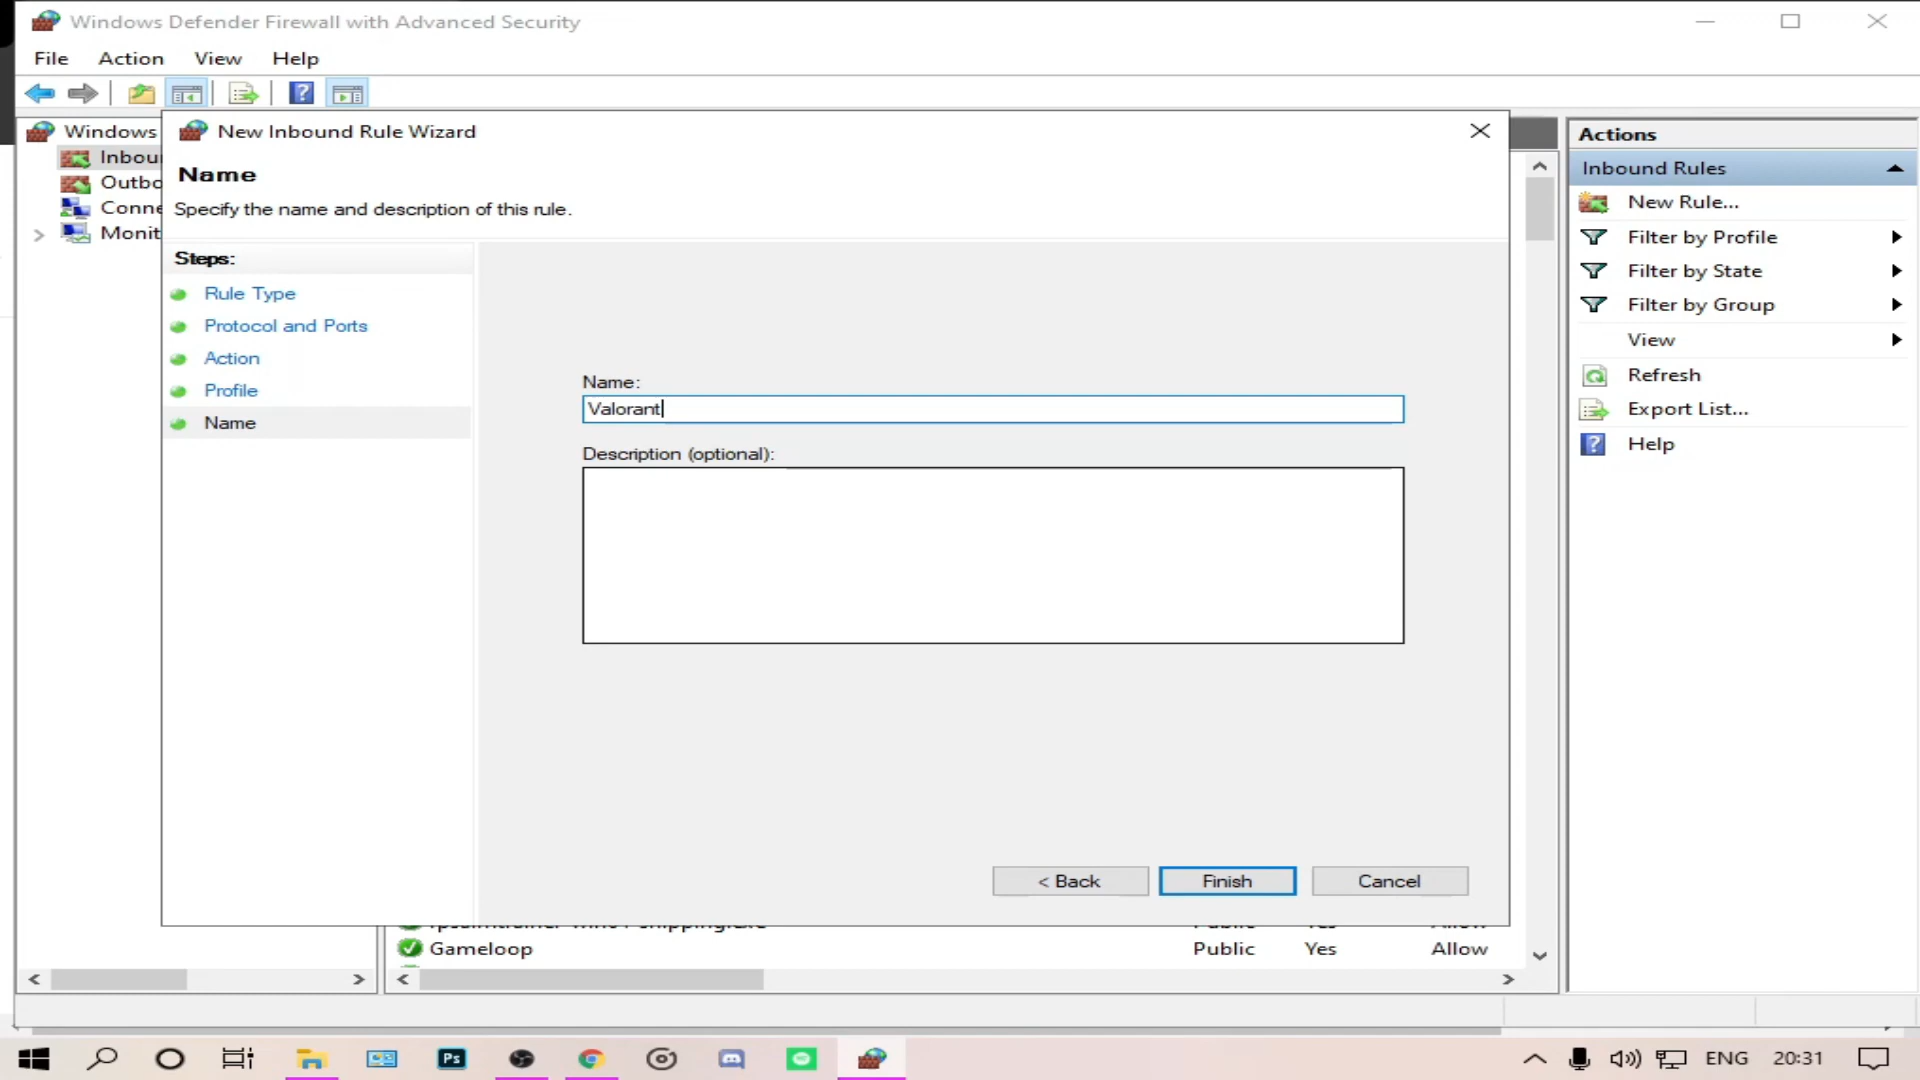 Windows Defender Firewall with Advanced Security
File Action View Help
Windows
Inbou
Outbo
Conne
Monit
New Inbound Rule Wizard
Name
Specify the name and description of this rule.
Steps:
Rule Type
Protocol and Ports
Action
Profile
Name
Name:
Valorant
Description (optional):
< Back Finish Cancel
Gameloop Public Yes Allow
Actions
Inbound Rules
New Rule...
Filter by Profile
Filter by State
Filter by Group
View
Refresh
Export List...
Help
Ps
ENG 20:31